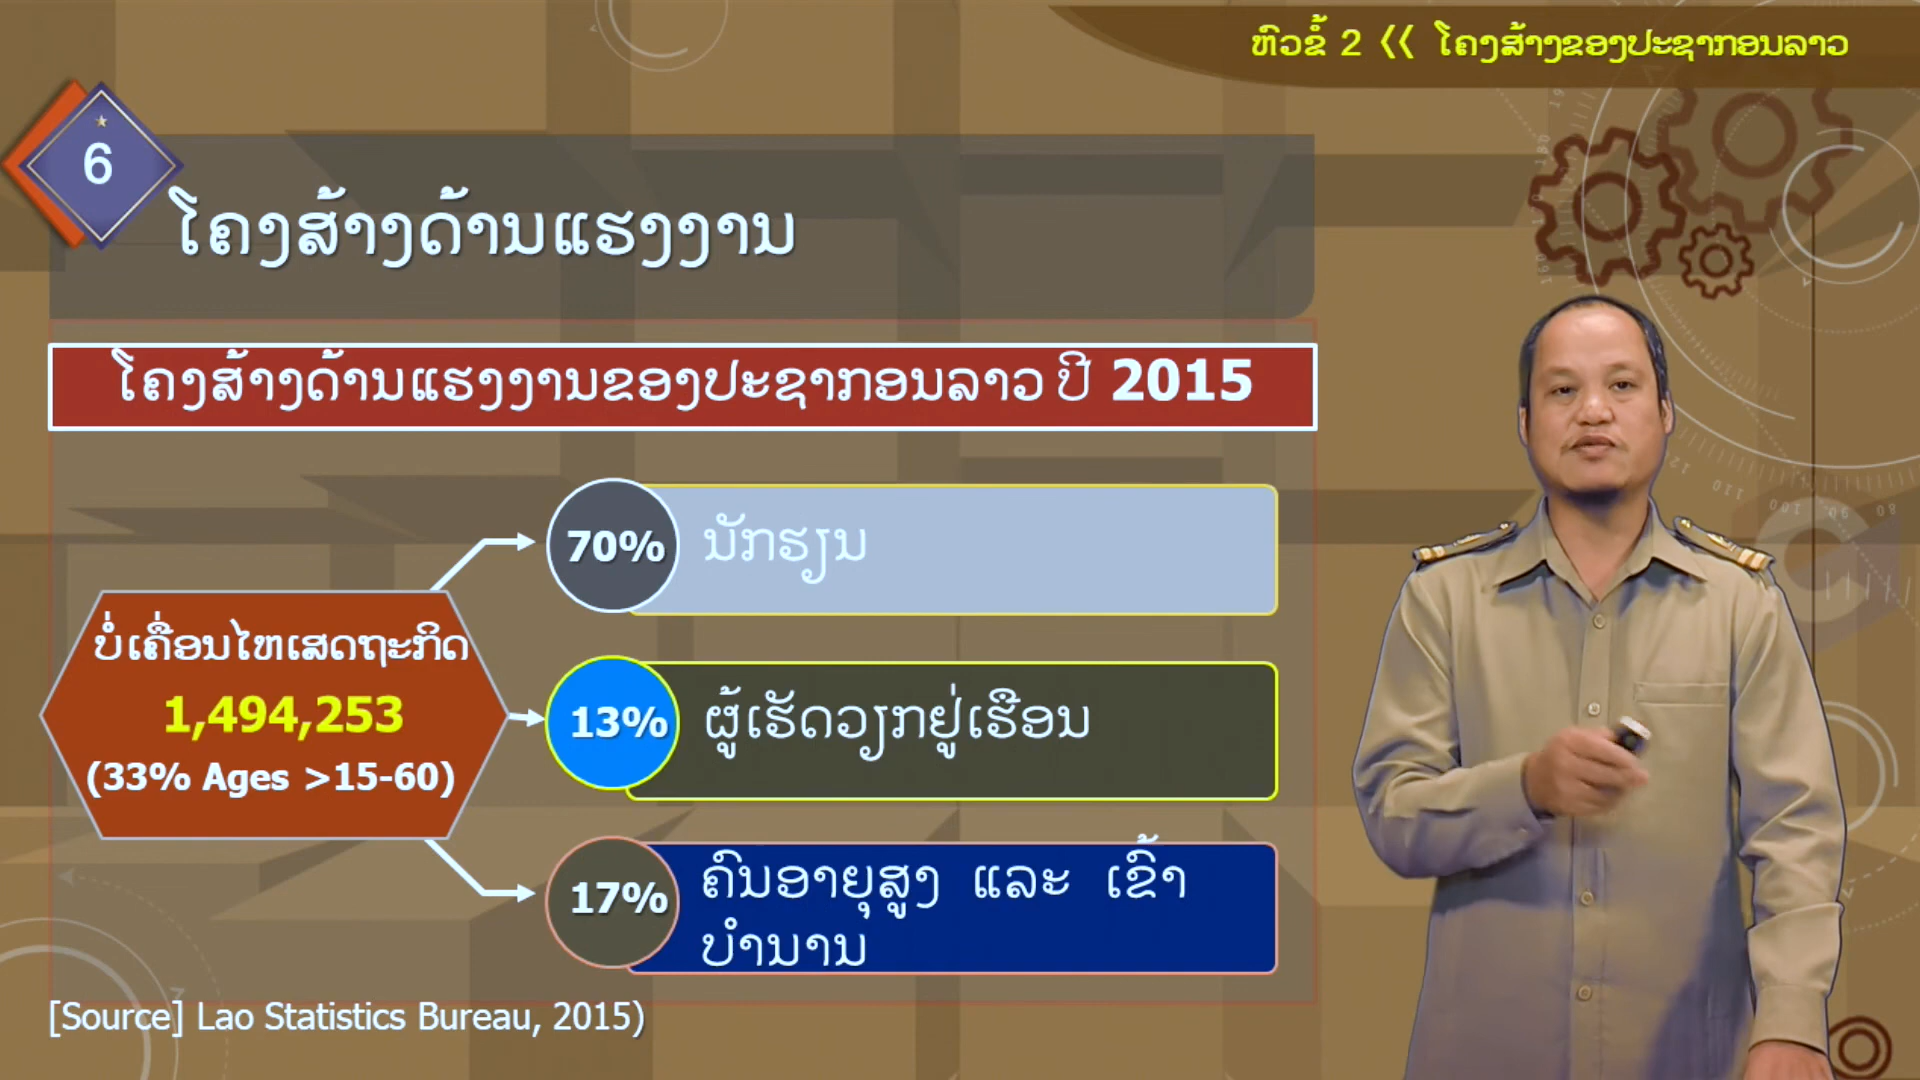 ຫົວຂໍ້ 2 << ໂຄງສ້າງຂອງປະຊາກອນລາວ
6
ໂຄງສ້າງດ້ານແຮງງານ
ໂຄງສ້າງດ້ານແຮງງານຂອງປະຊາກອນລາວ ປີ 2015
70% ນັກຮຽນ
ບໍ່ເຄື່ອນໄຫເສດຖະກິດ
1,494,253
(33% Ages >15-60)
13% ຜູ້ເຮັດວຽກຢູ່ເຮືອນ
17% ຄົນອາຍຸສູງ ແລະ ເຂົ້າ
ບຳນານ
[Source] Lao Statistics Bureau, 2015)